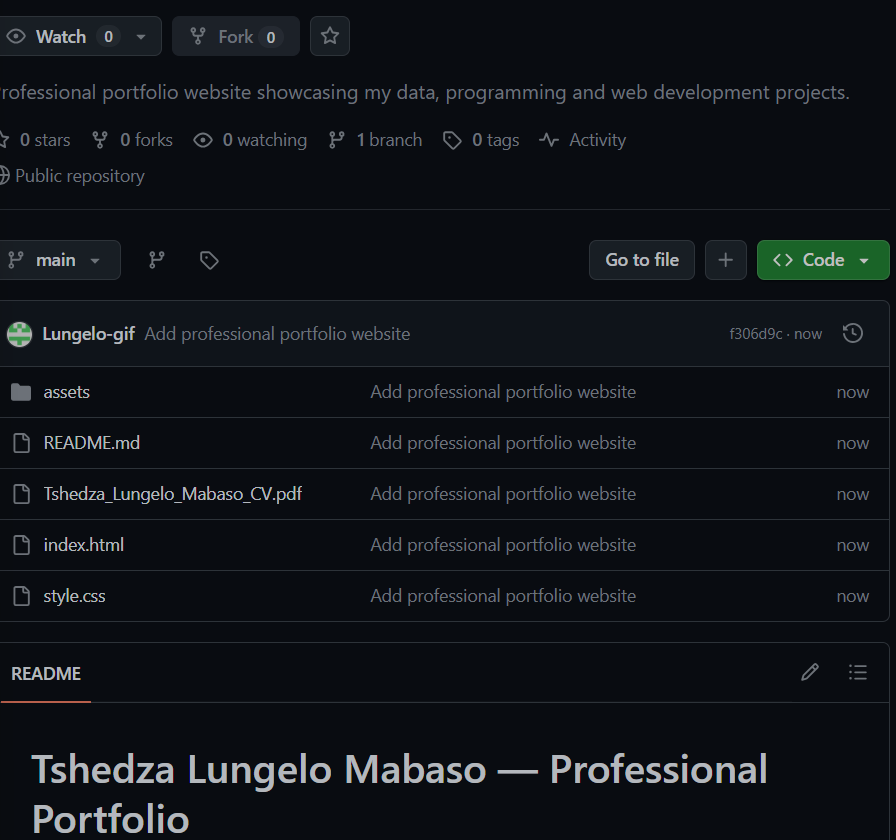 Watch 0 Fork 0
rofessional portfolio website showcasing my data, programming and web development projects.
0 stars 0 forks 0 watching 1 branch 0 tags Activity
Public repository
main Go to file Code
Lungelo-gif Add professional portfolio website f306d9c · now
assets Add professional portfolio website now
README.md Add professional portfolio website now
Tshedza_Lungelo_Mabaso_CV.pdf Add professional portfolio website now
index.html Add professional portfolio website now
style.css Add professional portfolio website now
README
Tshedza Lungelo Mabaso — Professional
Portfolio